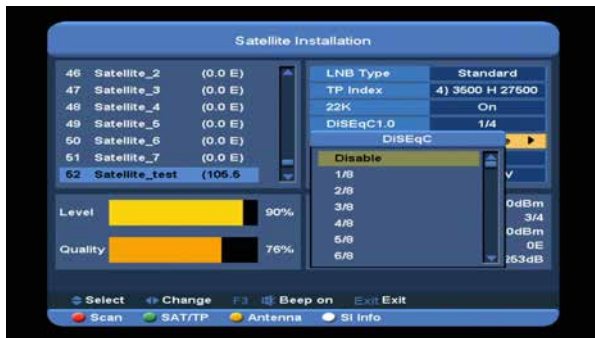 Satellite Installation
46 Satellite_2 (0.0 E)
47 Satellite_3 (0.0 E)
48 Satellite_4 (0.0 E)
49 Satellite_5 (0.0 E)
50 Satellite_6 (0.0 E)
51 Satellite_7 (0.0 E)
52 Satellite_test (105.5
LNB Type Standard
TP Index 4) 3500 H 27500
22K On
DiSEqC1.0 1/4
DiSEqC
Disable
1/8
2/8
3/8
4/8
5/8
6/8
V
0dBm
3/4
0dBm
0E
253dB
Level 90%
Quality 76%
Select Change F3 Beep on Exit Exit
Scan SAT/TP Antenna SI Info